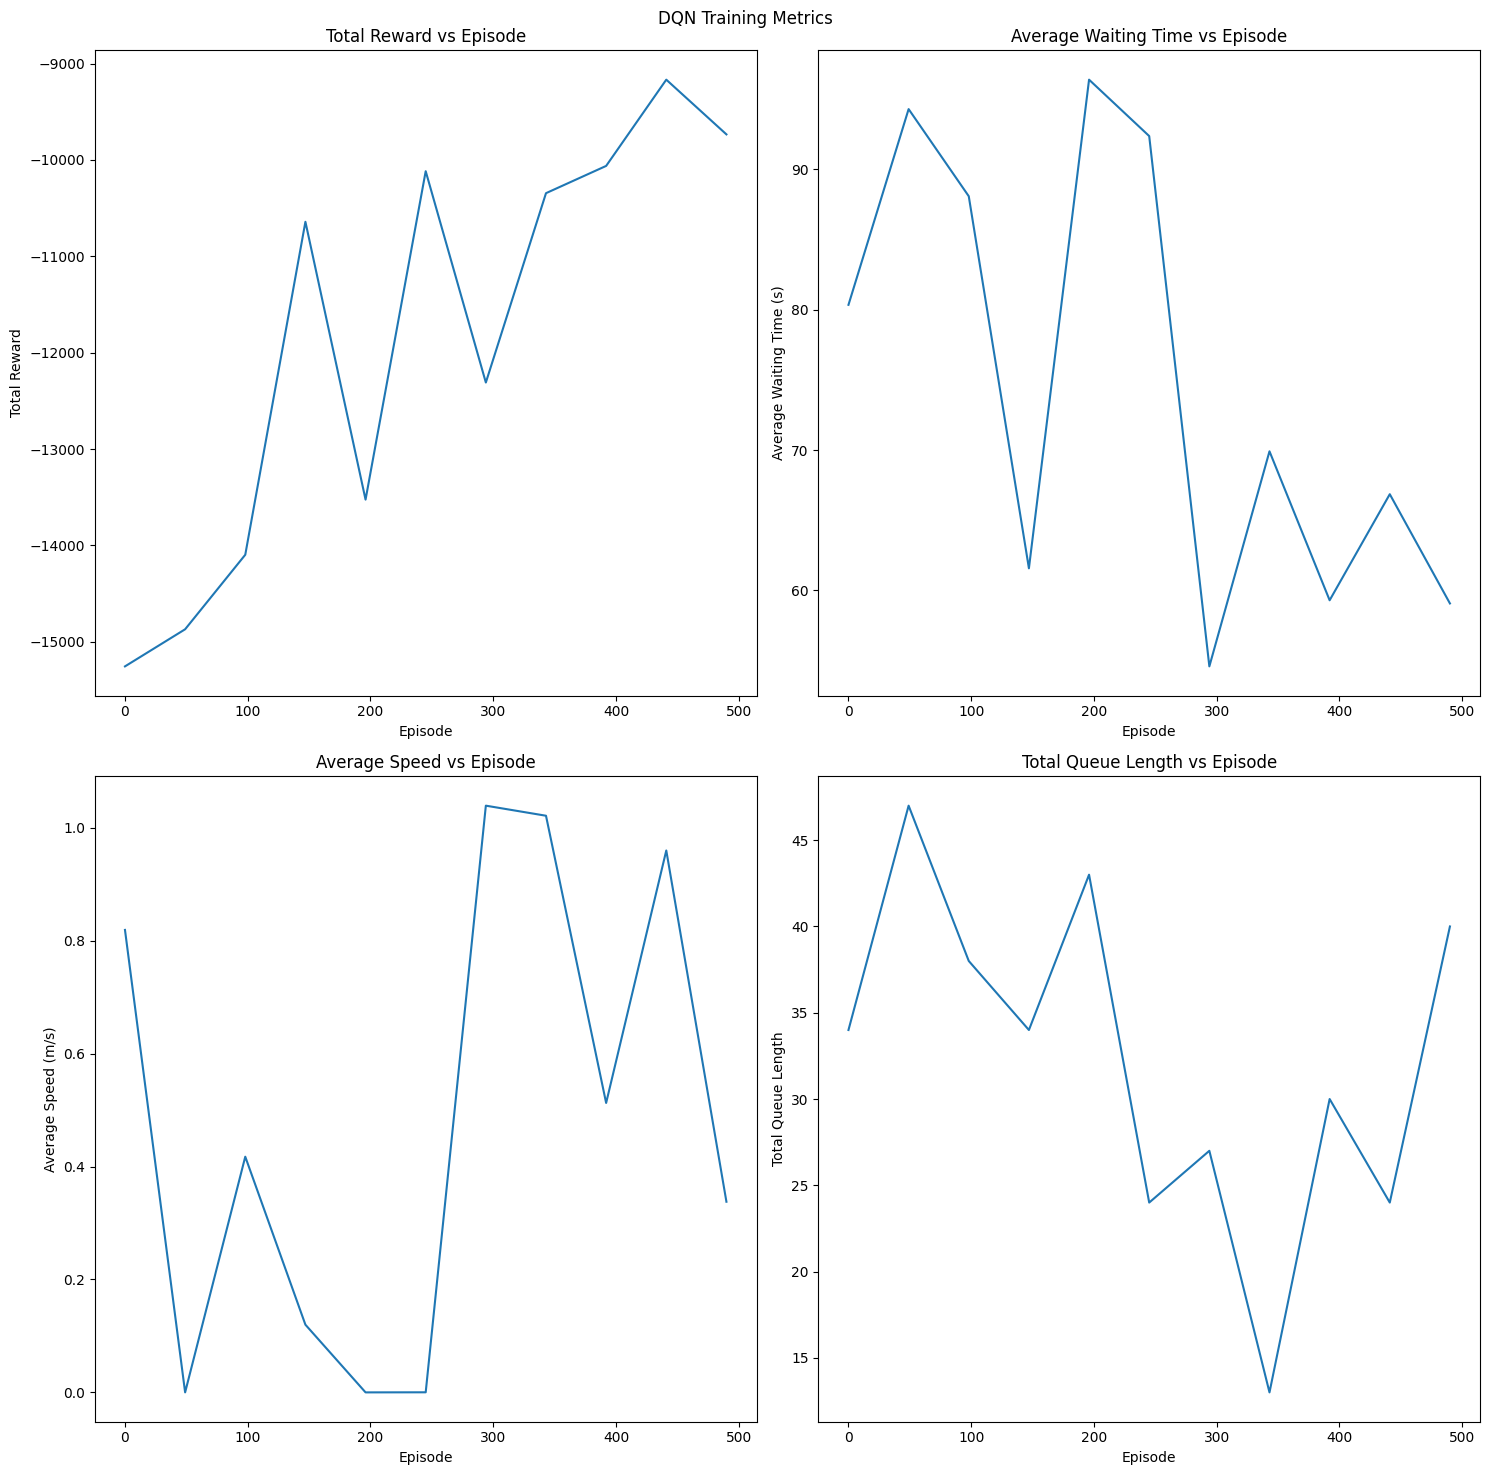 DQN Training Metrics
Total Reward vs Episode
−9000
−10000
−11000
−12000
−13000
−14000
−15000
Total Reward
0 100 200 300 400 500
Episode
Average Waiting Time vs Episode
90
80
70
60
Average Waiting Time (s)
0 100 200 300 400 500
Episode
Average Speed vs Episode
1.0
0.8
0.6
0.4
0.2
0.0
Average Speed (m/s)
0 100 200 300 400 500
Episode
Total Queue Length vs Episode
45
40
35
30
25
20
15
Total Queue Length
0 100 200 300 400 500
Episode